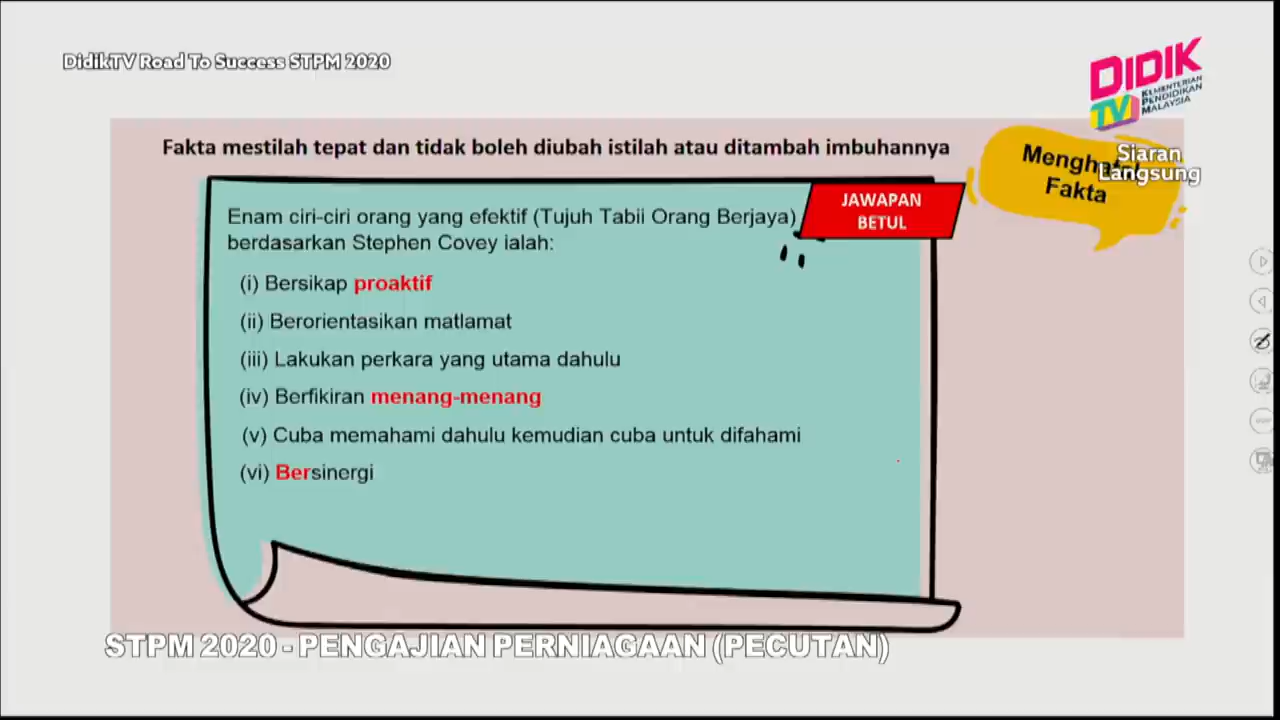 DidikTV Road To Success STPM 2020
DIDIK
TV
KEMENTERIAN
PENDIDIKAN
MALAYSIA
Siaran
Langsung
Fakta mestilah tepat dan tidak boleh diubah istilah atau ditambah imbuhannya
Fakta
JAWAPAN
BETUL
Enam ciri-ciri orang yang efektif (Tujuh Tabii Orang Berjaya)
berdasarkan Stephen Covey ialah:
(i) Bersikap proaktif
(ii) Berorientasikan matlamat
(iii) Lakukan perkara yang utama dahulu
(iv) Berfikiran menang-menang
(v) Cuba memahami dahulu kemudian cuba untuk difahami
(vi) Bersinergi
STPM 2020 - PENGAJIAN PERNIAGAAN (PECUTAN)